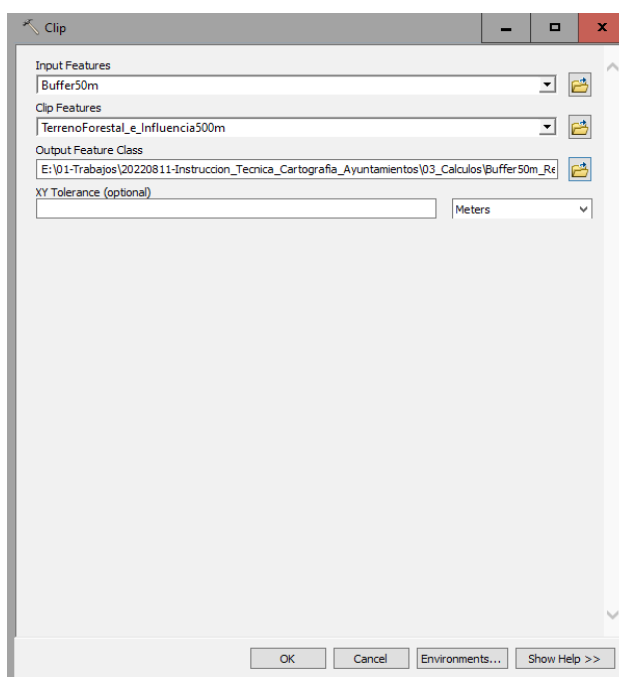 Clip
Input Features
Buffer50m
Clip Features
TerrenoForestal_e_Influencia500m
Output Feature Class
E:\01-Trabajos\20220811-Instruccion_Tecnica_Cartografia_Ayuntamientos\03_Calculos\Buffer50m_Re
XY Tolerance (optional)
Meters
OK Cancel Environments... Show Help >>